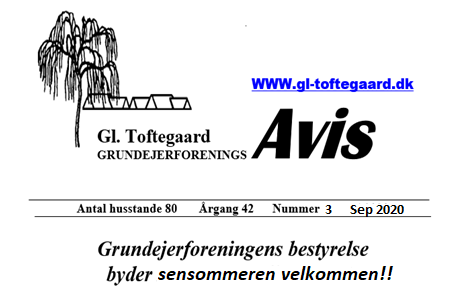 WWW.gl-toftegaard.dk
Gl. Toftegaard
GRUNDEJERFORENINGS Avis
Antal husstande 80 Årgang 42 Nummer 3 Sep 2020
Grundejerforeningens bestyrelse
byder sensommeren velkommen!!